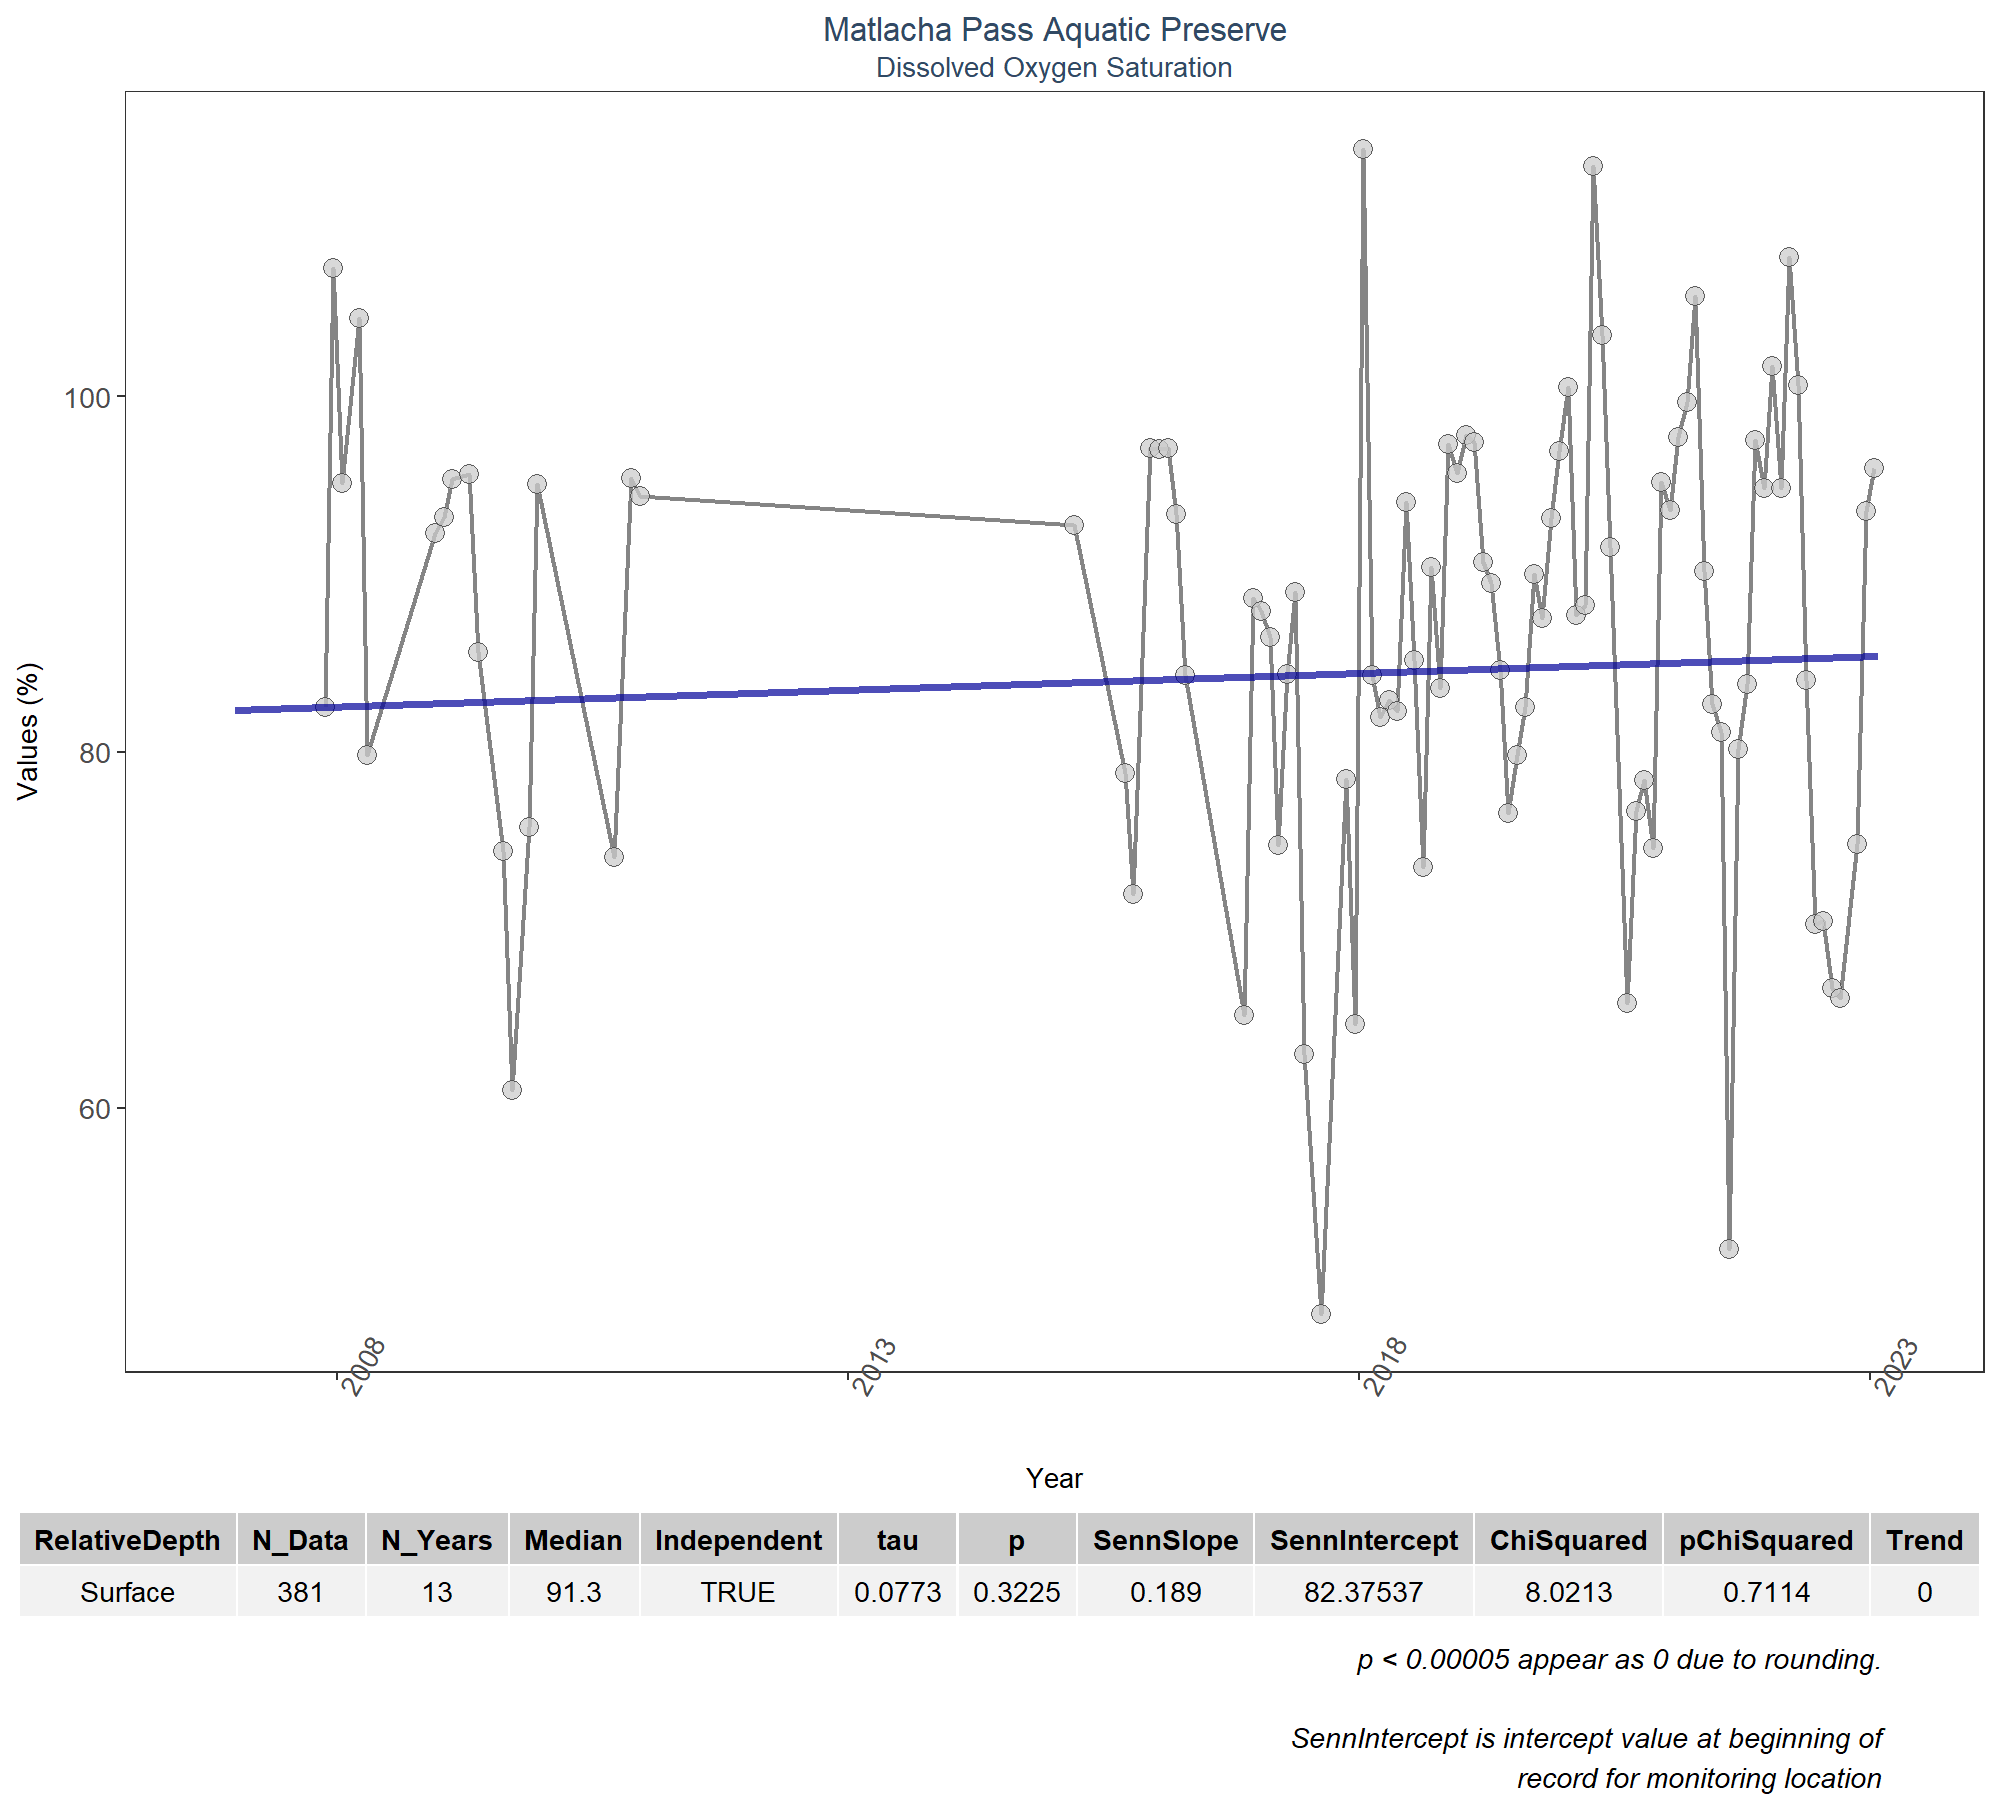 Matlacha Pass Aquatic Preserve
Dissolved Oxygen Saturation
Values (%)
100
80
60
2008
2013
2018
2023
Year
RelativeDepth N_Data N_Years Median Independent tau p SennSlope SennIntercept ChiSquared pChiSquared Trend
Surface 381 13 91.3 TRUE 0.0773 0.3225 0.189 82.37537 8.0213 0.7114 0
p < 0.00005 appear as 0 due to rounding.
SennIntercept is intercept value at beginning of
record for monitoring location